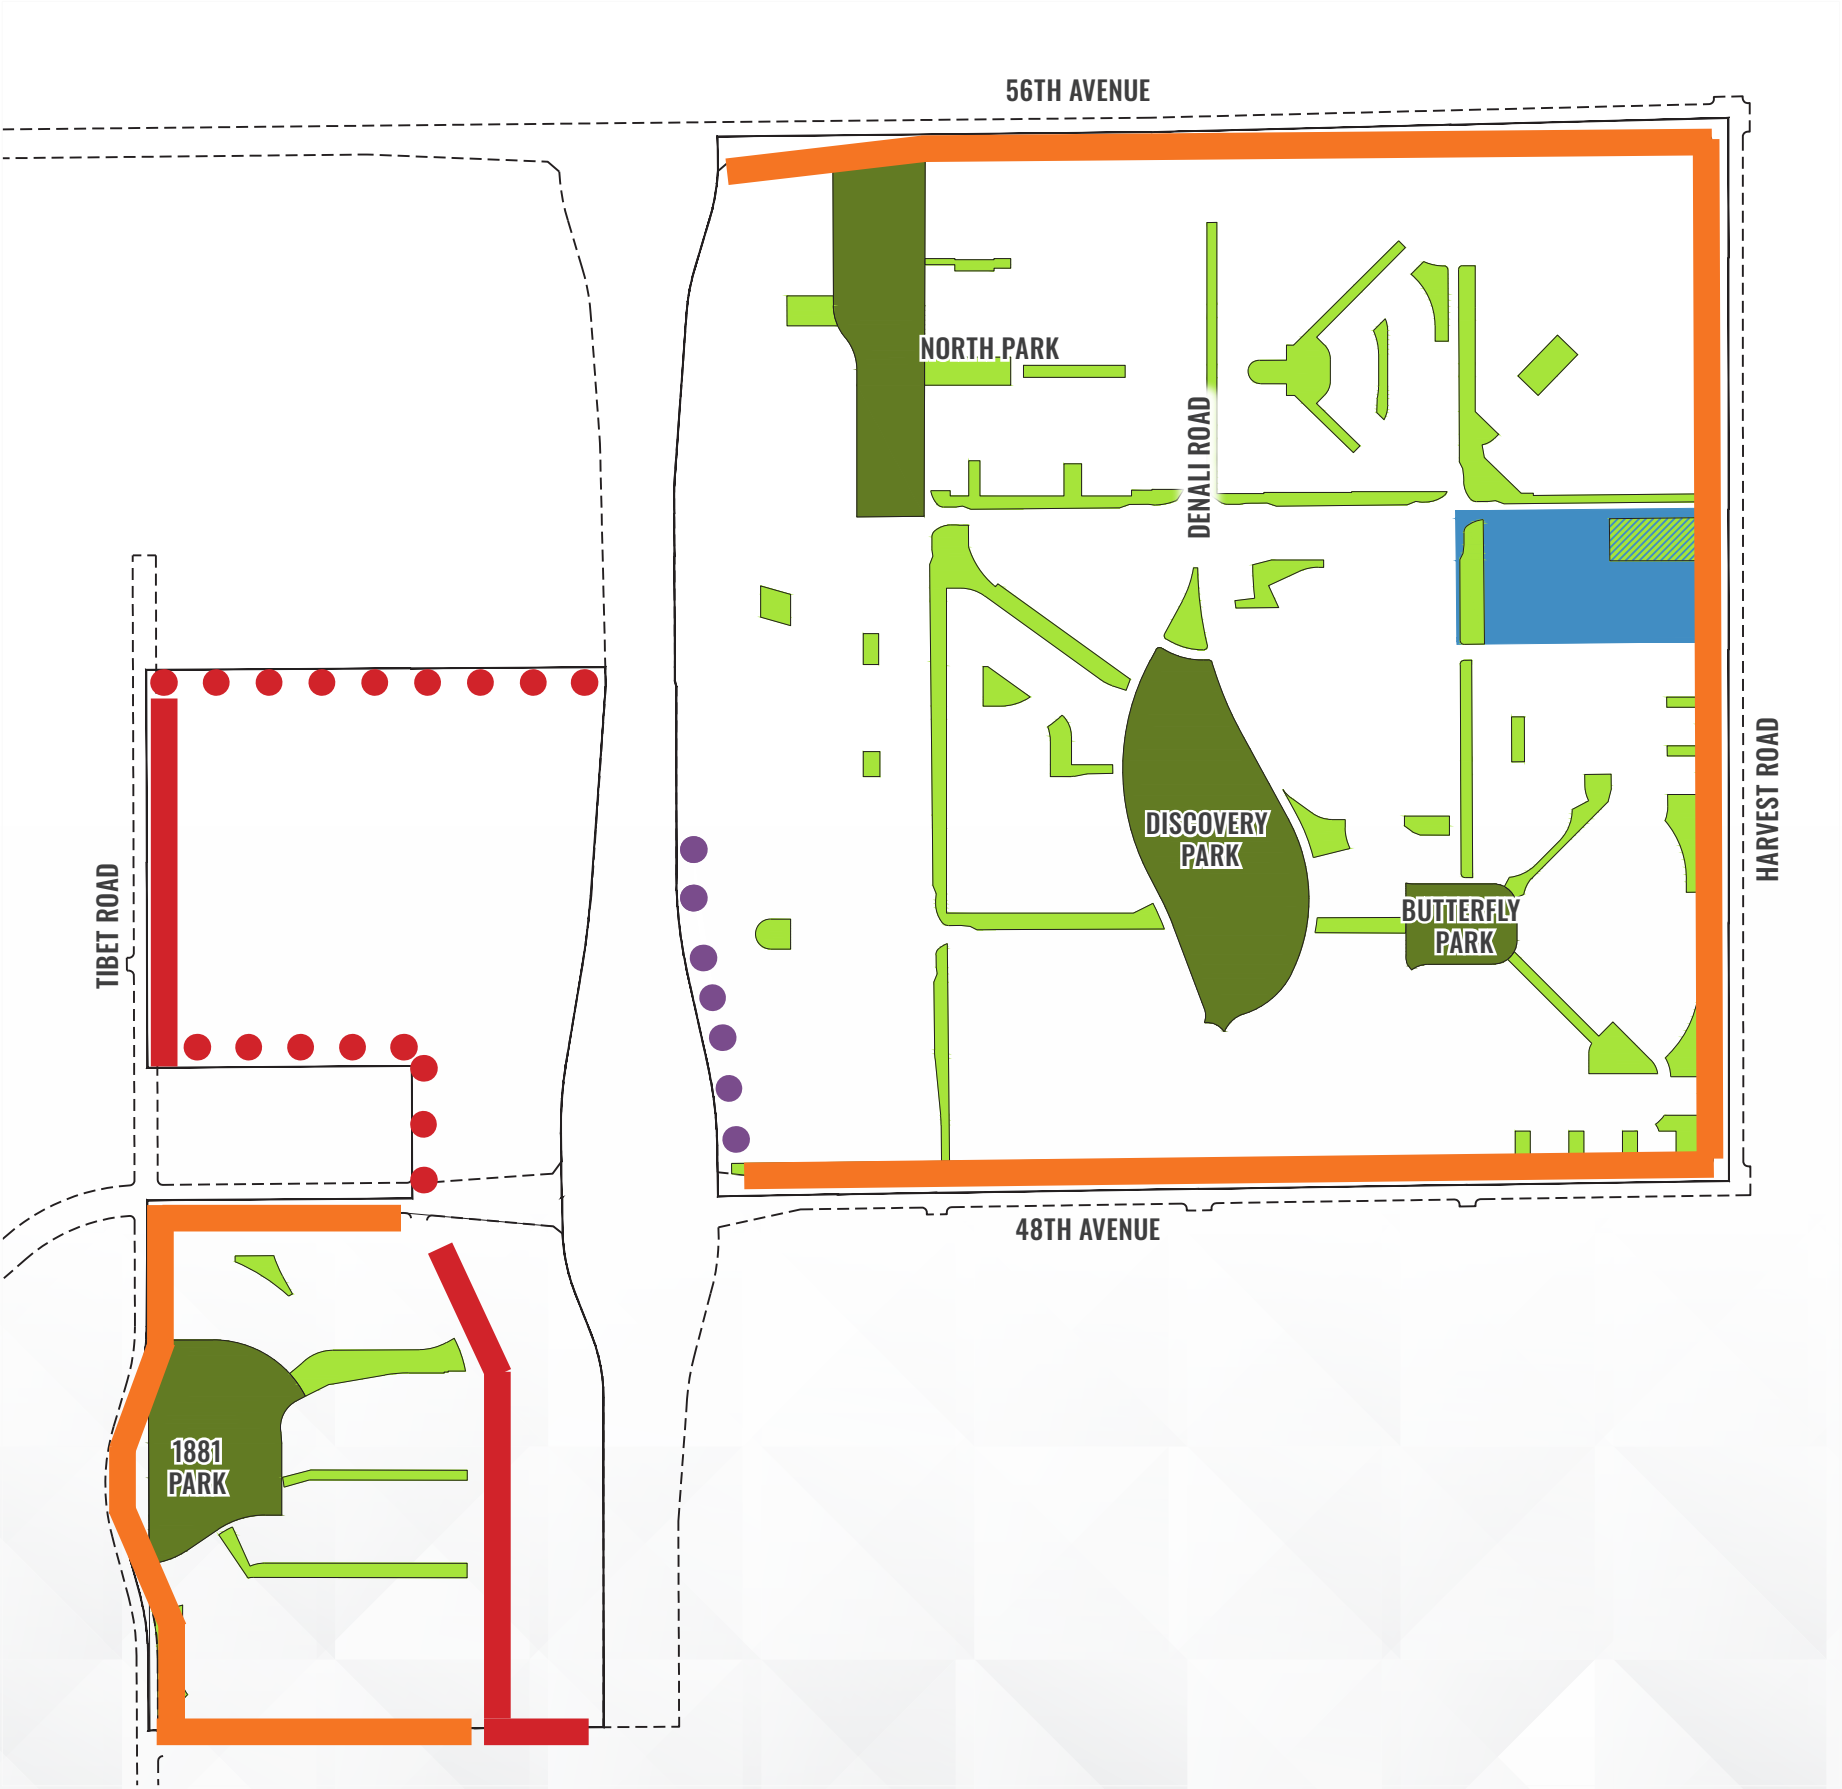 56TH AVENUE
NORTH PARK
DENALI ROAD
DISCOVERY
PARK
BUTTERFLY
PARK
HARVEST ROAD
TIBET ROAD
48TH AVENUE
1881
PARK